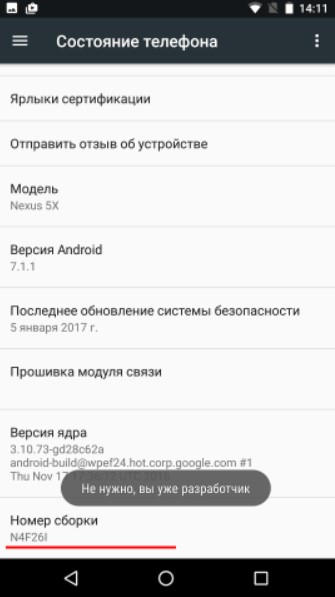 14:11
Состояние телефона
Ярлыки сертификации
Отправить отзыв об устройстве
Модель
Nexus 5X
Версия Android
7.1.1
Последнее обновление системы безопасности
5 января 2017 г.
Прошивка модуля связи
Версия ядра
3.10.73-gd28c62a
android-build@wpef24.hot.corp.google.com #1
Thu Nov 17
Не нужно, вы уже разработчик
Номер сборки
N4F26I